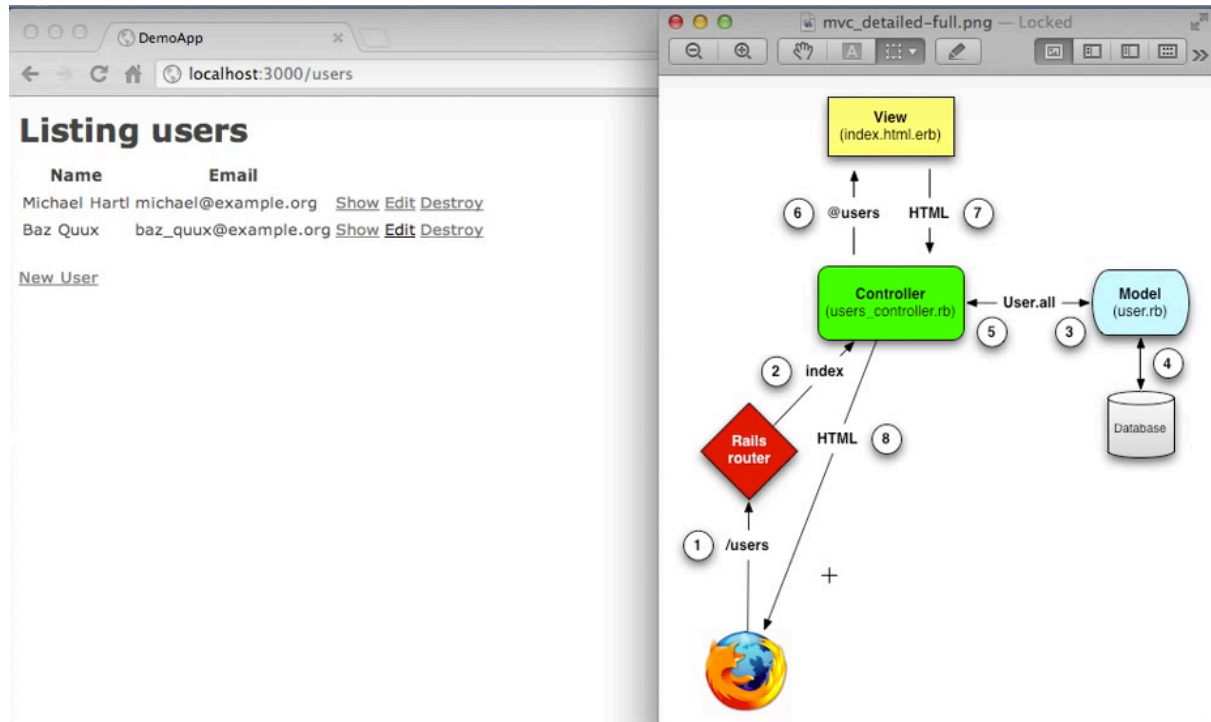 DemoApp
localhost:3000/users
Listing users
Name Email
Michael Hartl michael@example.org Show Edit Destroy
Baz Quux baz_quux@example.org Show Edit Destroy
New User
mvc_detailed-full.png — Locked
A
View
(index.html.erb)
6 @users HTML 7
Controller
(users_controller.rb)
User.all
5 3
Model
(user.rb)
4
Database
2 index
Rails
router
HTML 8
1 /users